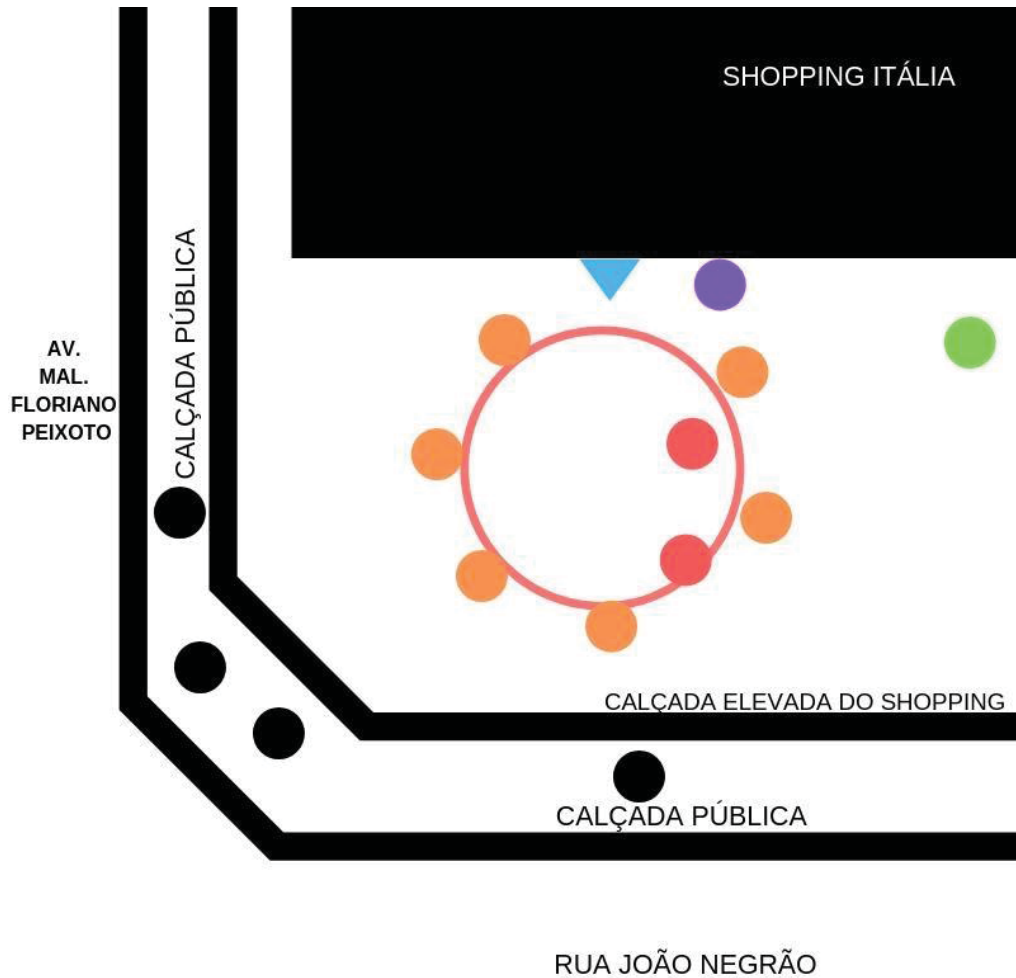 SHOPPING ITÁLIA
CALÇADA PÚBLICA
AV.
MAL.
FLORIANO
PEIXOTO
CALÇADA ELEVADA DO SHOPPING
CALÇADA PÚBLICA
RUA JOÃO NEGRÃO